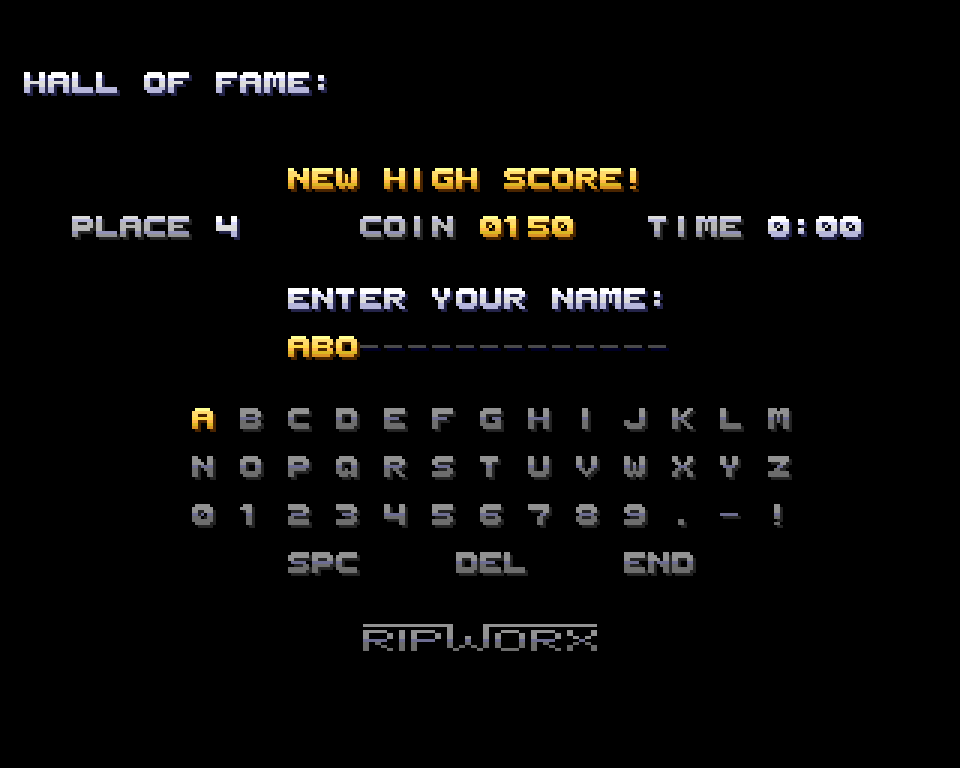 HALL OF FAME:
NEW HIGH SCORE!
PLACE 4 COIN 0150 TIME 0:00
ENTER YOUR NAME:
ABO-------------
A B C D E F G H I J K L M
N O P Q R S T U V W X Y Z
0 1 2 3 4 5 6 7 8 9 . - !
SPC DEL END
RIPWORX